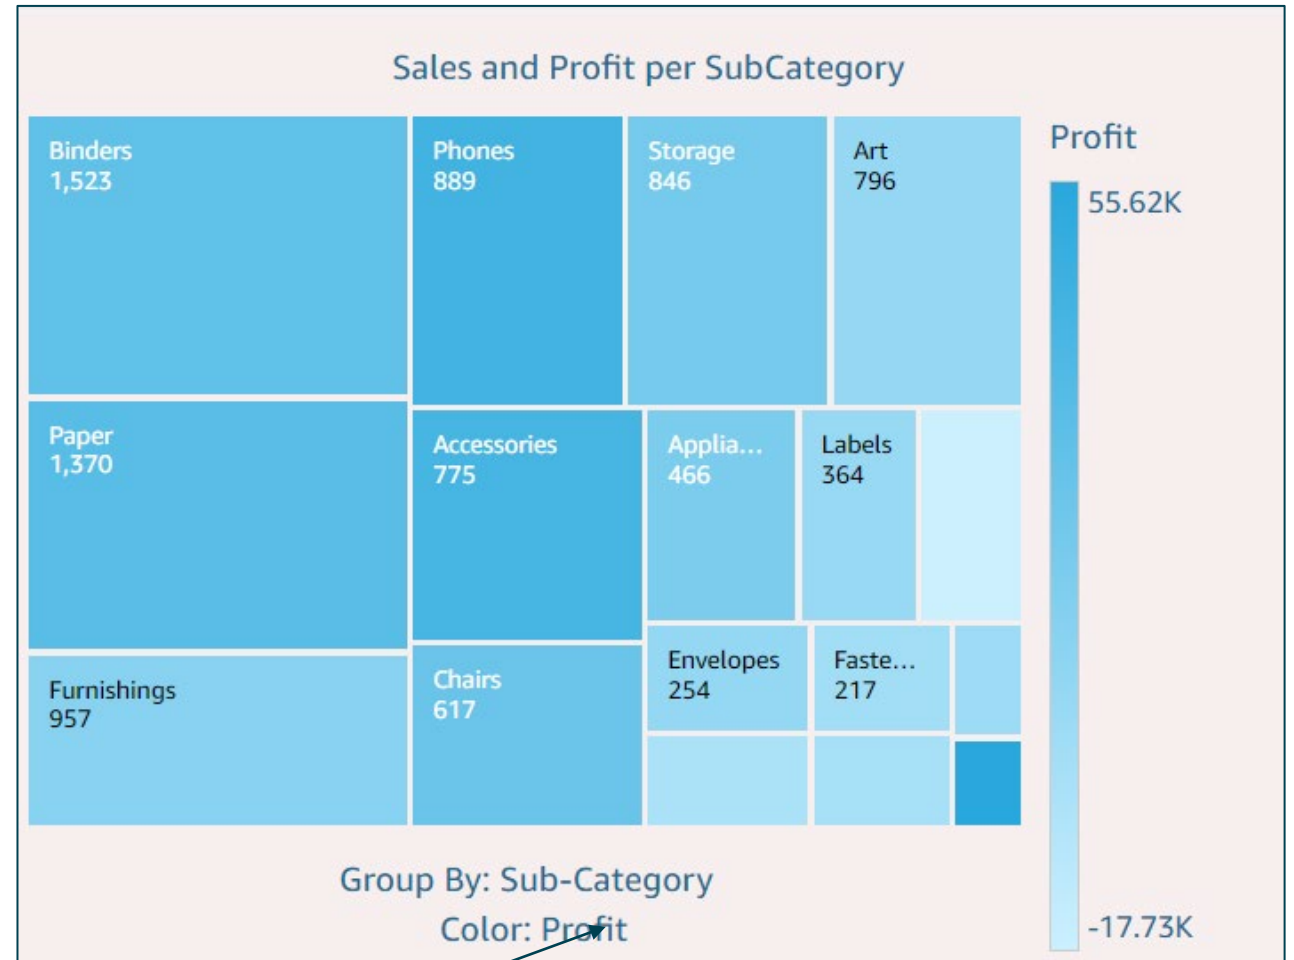 Sales and Profit per SubCategory
Binders
1,523
Phones
889
Storage
846
Art
796
Paper
1,370
Accessories
775
Applia...
466
Labels
364
Furnishings
957
Chairs
617
Envelopes
254
Faste...
217
Profit
55.62K
-17.73K
Group By: Sub-Category
Color: Profit